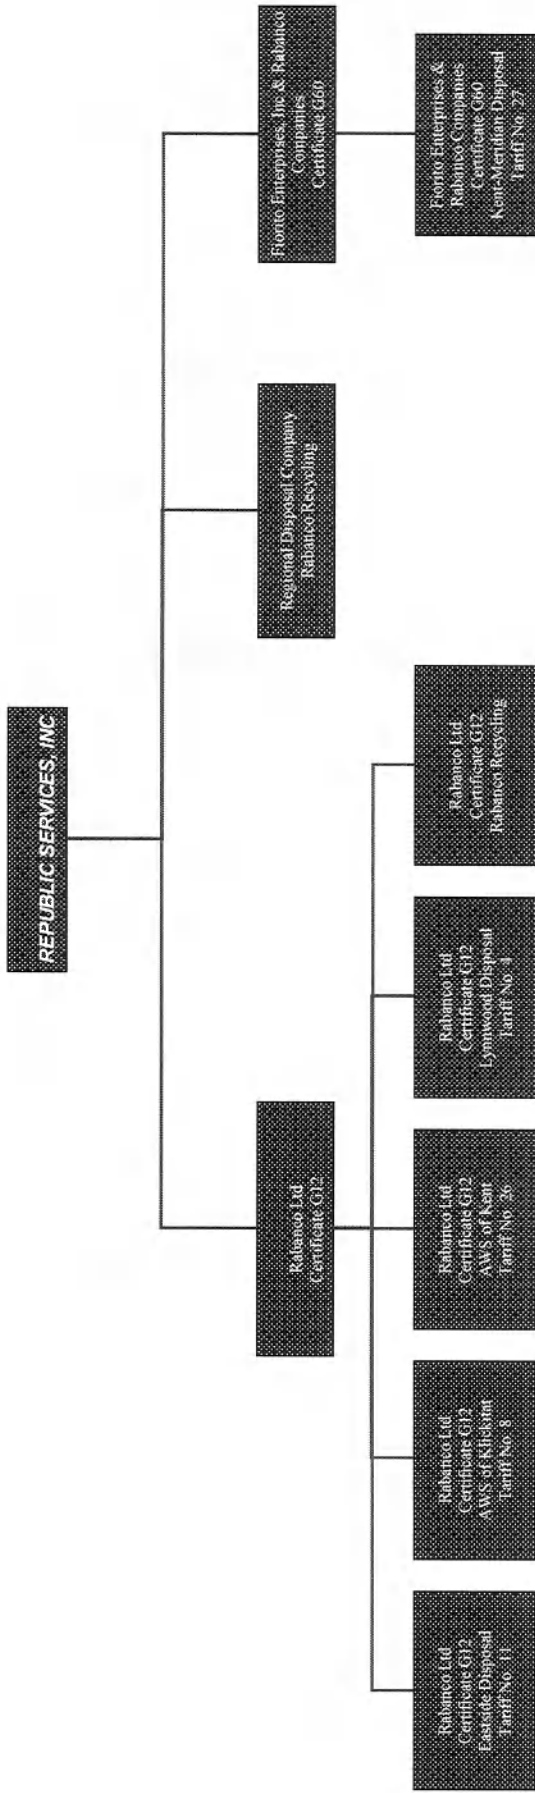 REPUBLIC SERVICES, INC
Rabanco Ltd
Certificate G12
Regional Disposal Company
Rabanco Recycling
Fiorito Enterprises, Inc & Rabanco
Companies
Certificate G60
Rabanco Ltd
Certificate G12
Eastside Disposal
Tariff No. 11
Rabanco Ltd
Certificate G12
AWS of Klickitat
Tariff No. 8
Rabanco Ltd
Certificate G12
AWS of Kent
Tariff No. 26
Rabanco Ltd
Certificate G12
Lynnwood Disposal
Tariff No. 4
Rabanco Ltd
Certificate G12
Rabanco Recycling
Fiorito Enterprises &
Rabanco Companies
Certificate G60
Kent-Meridian Disposal
Tariff No. 27